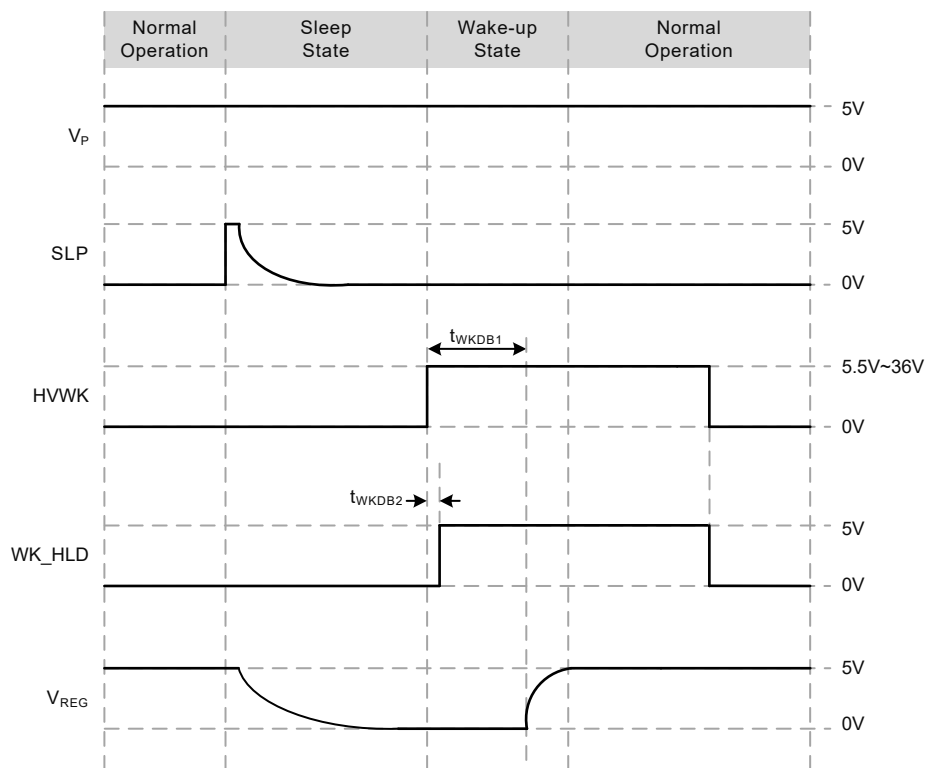 Normal
Operation
Sleep
State
Wake-up
State
Normal
Operation
VP
5V
0V
SLP
5V
0V
tWKDB1
HVWK
5.5V~36V
0V
tWKDB2
WK_HLD
5V
0V
VREG
5V
0V